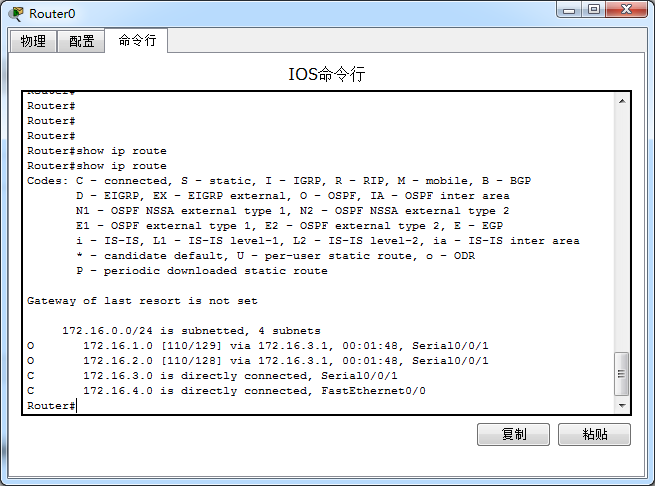 Router0
物理 配置 命令行
IOS命令行
Router#
Router#
Router#
Router#
Router#show ip route
Router#show ip route
Codes: C - connected, S - static, I - IGRP, R - RIP, M - mobile, B - BGP
D - EIGRP, EX - EIGRP external, O - OSPF, IA - OSPF inter area
N1 - OSPF NSSA external type 1, N2 - OSPF NSSA external type 2
E1 - OSPF external type 1, E2 - OSPF external type 2, E - EGP
i - IS-IS, L1 - IS-IS level-1, L2 - IS-IS level-2, ia - IS-IS inter area
* - candidate default, U - per-user static route, o - ODR
P - periodic downloaded static route
Gateway of last resort is not set
172.16.0.0/24 is subnetted, 4 subnets
O 172.16.1.0 [110/129] via 172.16.3.1, 00:01:48, Serial0/0/1
O 172.16.2.0 [110/128] via 172.16.3.1, 00:01:48, Serial0/0/1
C 172.16.3.0 is directly connected, Serial0/0/1
C 172.16.4.0 is directly connected, FastEthernet0/0
Router#
复制 粘贴